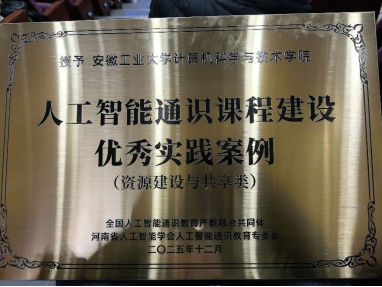 授予 安徽工业大学计算机科学与技术学院
人工智能通识课程建设
优秀实践案例
(资源建设与共享类)
全国人工智能通识教育产教融合共同体
河南省人工智能学会人工智能通识教育专委会
二〇二五年十二月